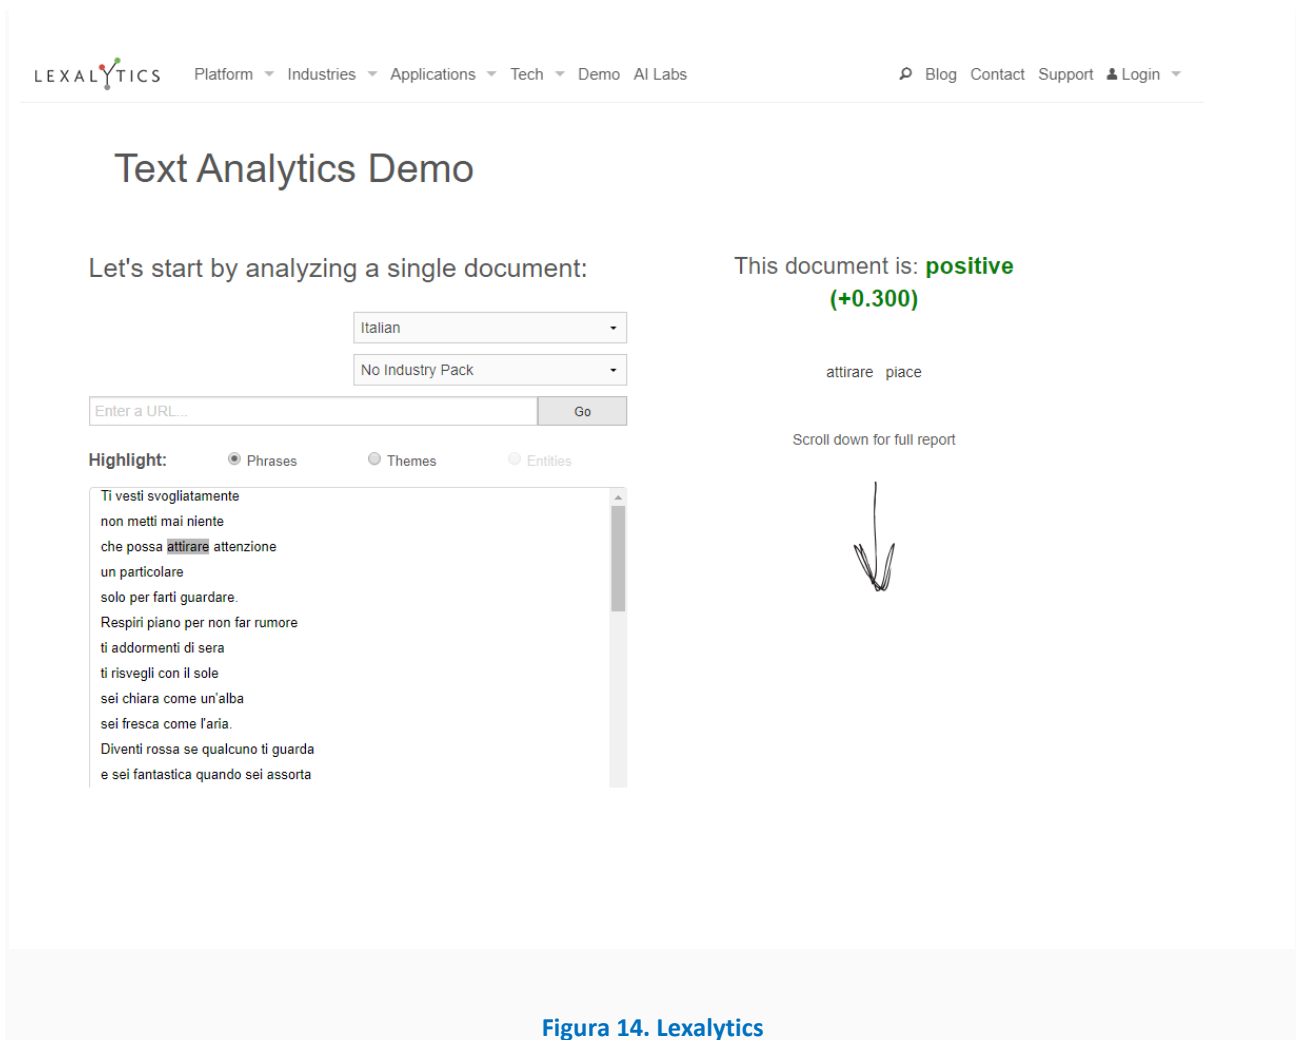 LEXALYTICS Platform Industries Applications Tech Demo AI Labs Blog Contact Support Login
Text Analytics Demo
Let's start by analyzing a single document:
Italian
No Industry Pack
Enter a URL... Go
Highlight: Phrases Themes Entities
Ti vesti svogliatamente
non metti mai niente
che possa attirare attenzione
un particolare
solo per farti guardare.
Respiri piano per non far rumore
ti addormenti di sera
ti risvegli con il sole
sei chiara come un'alba
sei fresca come l'aria.
Diventi rossa se qualcuno ti guarda
e sei fantastica quando sei assorta
This document is: positive
(+0.300)
attirare piace
Scroll down for full report
Figura 14. Lexalytics